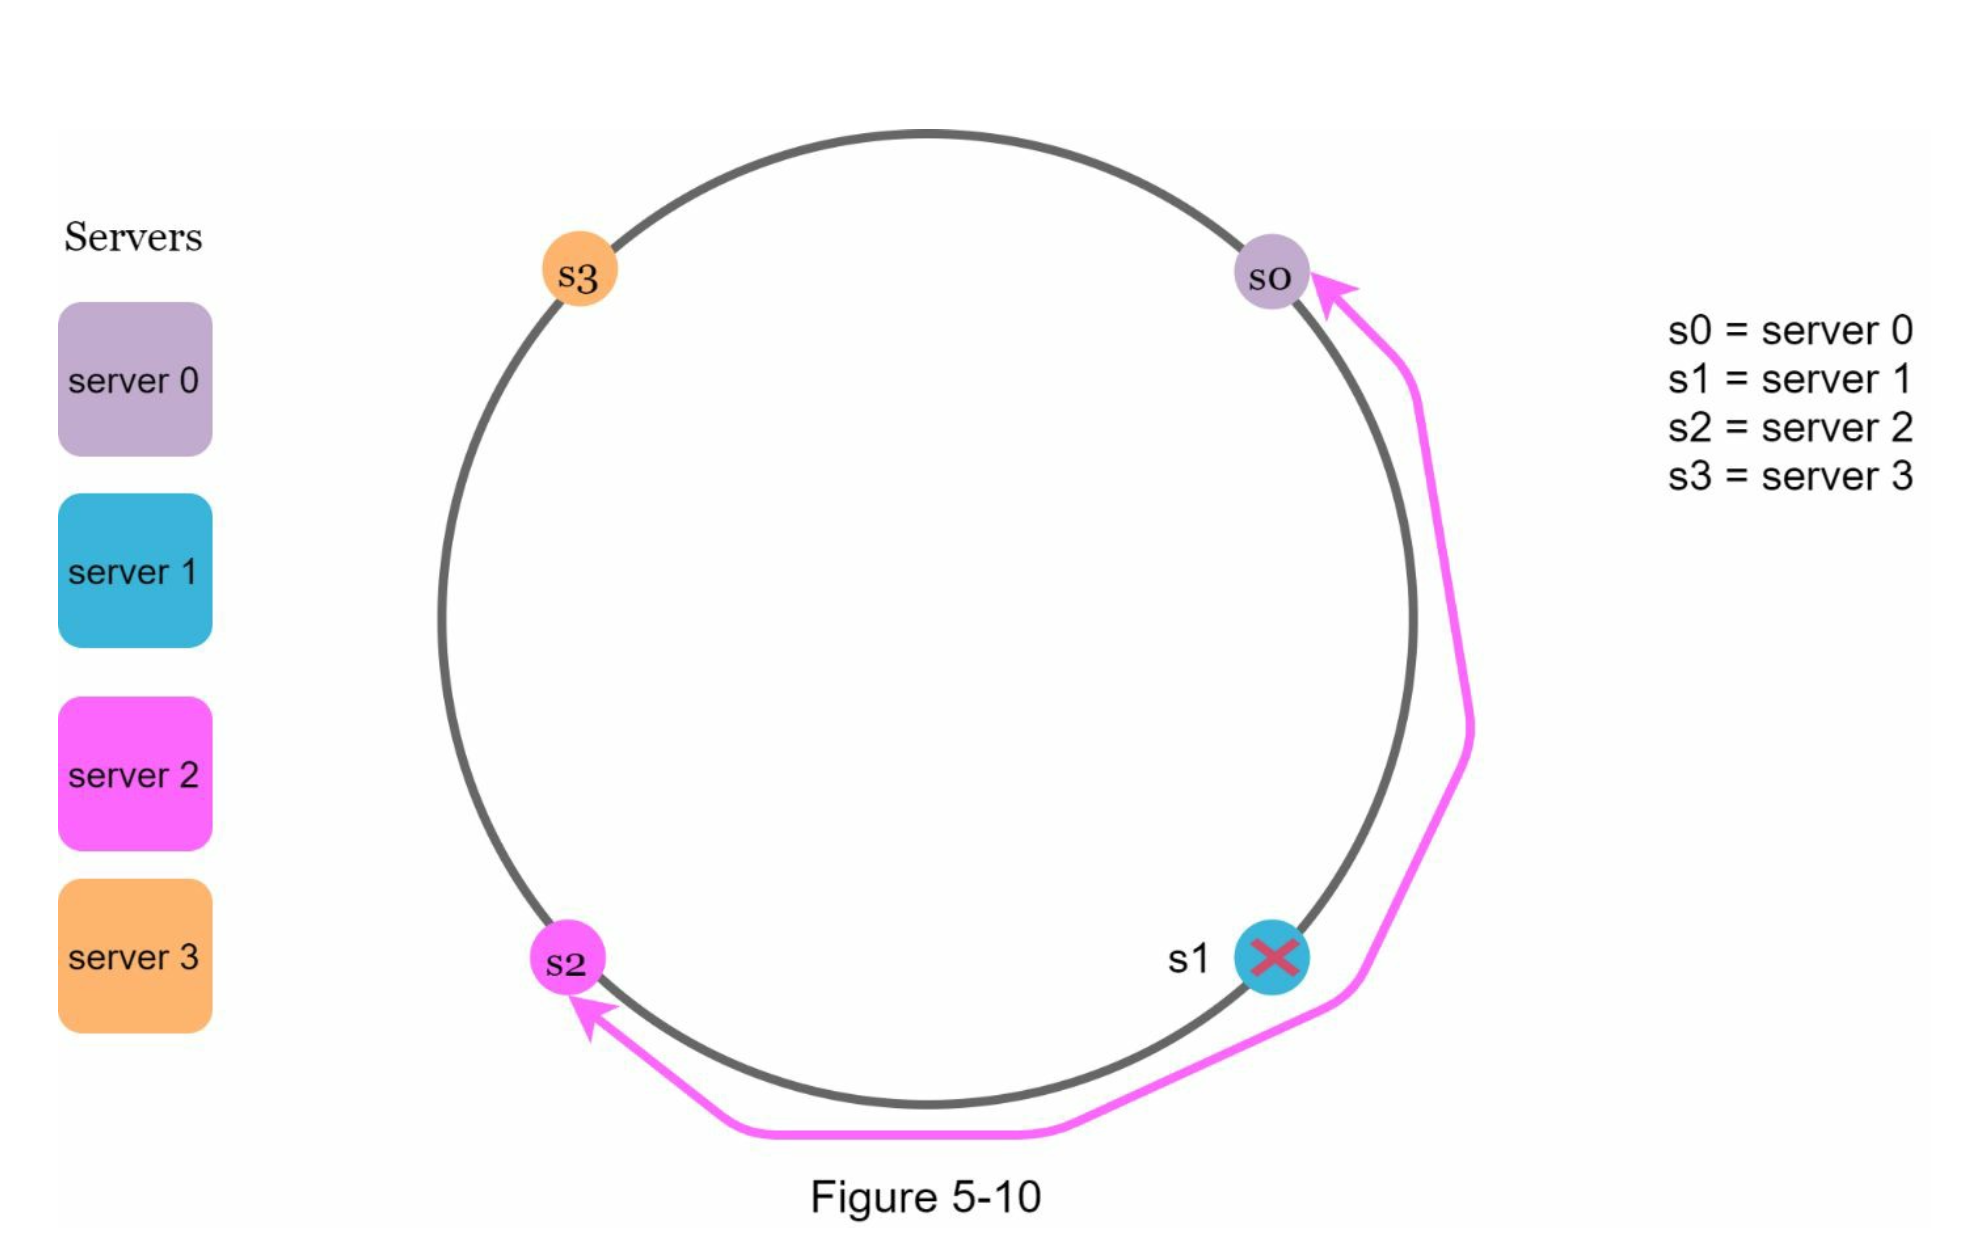 Servers
server 0
server 1
server 2
server 3
s3
s0
s2
s1
s0 = server 0
s1 = server 1
s2 = server 2
s3 = server 3
Figure 5-10